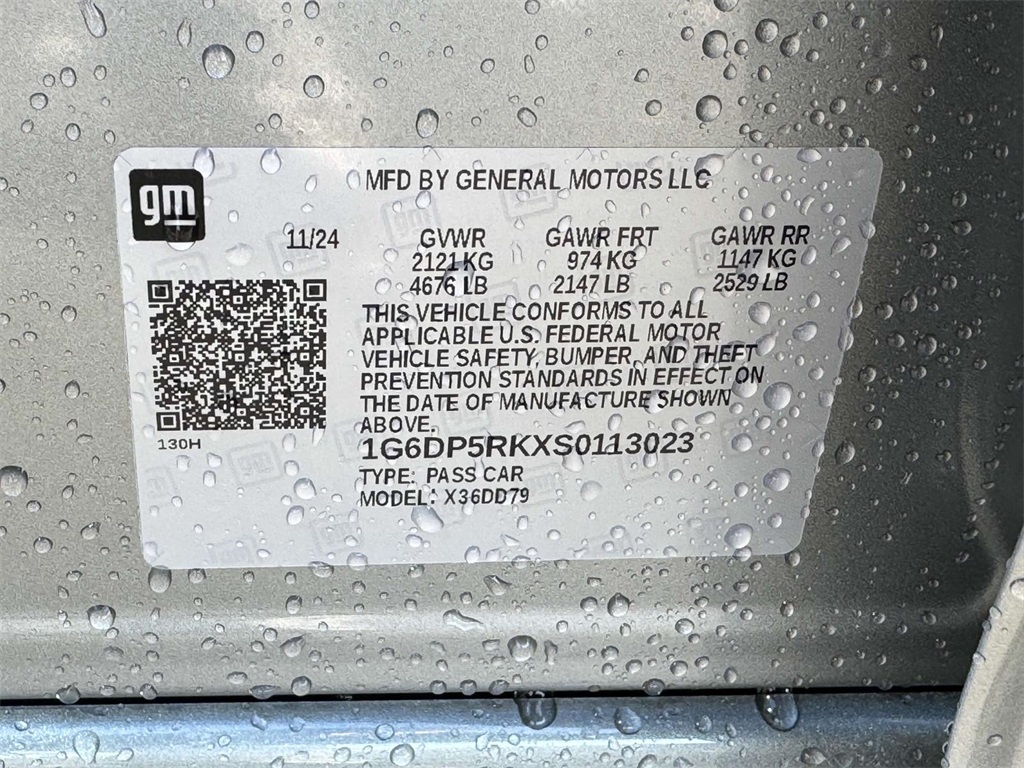 gm
MFD BY GENERAL MOTORS LLC
11/24 GVWR GAWR FRT GAWR RR
2121 KG 974 KG 1147 KG
4676 LB 2147 LB 2529 LB
THIS VEHICLE CONFORMS TO ALL
APPLICABLE U.S. FEDERAL MOTOR
VEHICLE SAFETY, BUMPER, AND THEFT
PREVENTION STANDARDS IN EFFECT ON
THE DATE OF MANUFACTURE SHOWN
ABOVE.
130H
1G6DP5RKXS0113023
TYPE: PASS CAR
MODEL: X36DD79